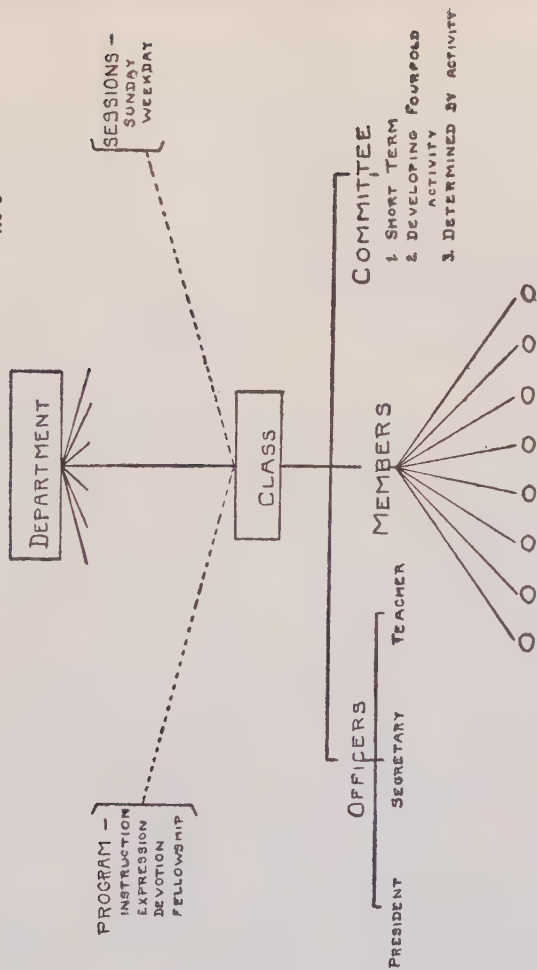 DEPARTMENT
PROGRAM –
INSTRUCTION
EXPRESSION
DEVOTION
FELLOWSHIP
SESSIONS –
SUNDAY
WEEKDAY
CLASS
OFFICERS
PRESIDENT
SECRETARY
TEACHER
MEMBERS
COMMITTEE
1. SHORT TERM
2. DEVELOPING FOURFOLD
ACTIVITY
3. DETERMINED BY ACTIVITY